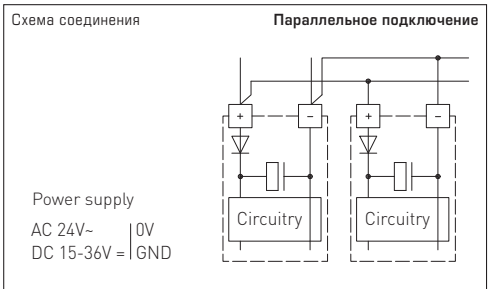 Схема соединения
Параллельное подключение
+ – + –
Circuitry Circuitry
Power supply
AC 24V~ | 0V
DC 15-36V = | GND